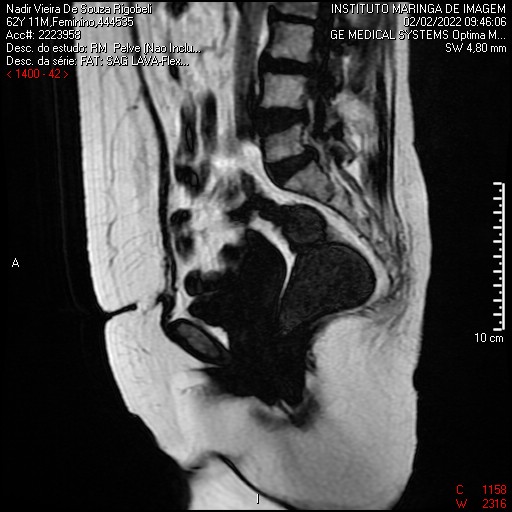 Nadir Vieira De Souza Rigobeli
62Y 11M,Feminino,444535
Acc#: 2223953
Desc. do estudo: RM  Pelve (Nao Inclu...
Desc. da série: FAT: SAG LAVA-Flex...
< 1400 - 42 >
INSTITUTO MARINGA DE IMAGEM
02/02/2022 09:46:06
GE MEDICAL SYSTEMS Optima M...
SW 4,80 mm
A
10 cm
I
C 1158
W 2316